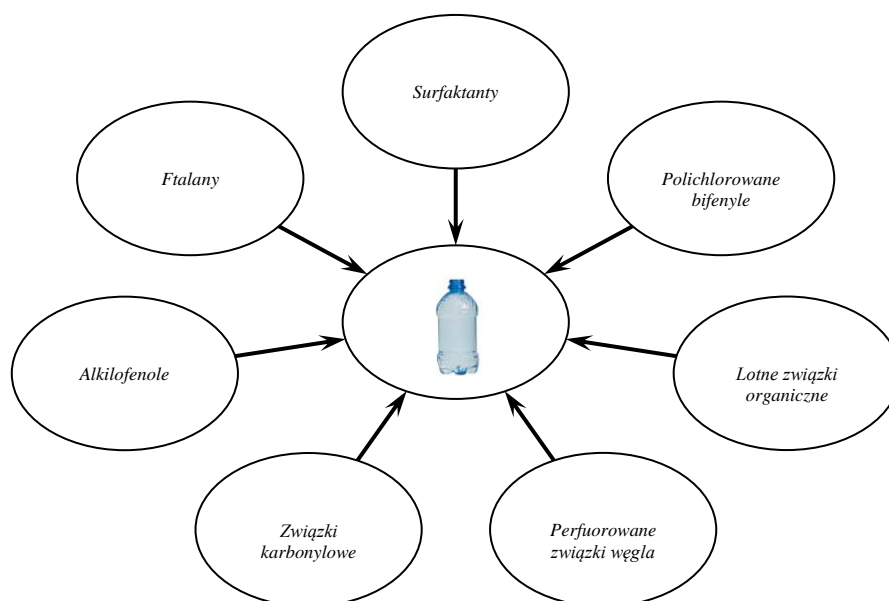 Surfaktanty
Ftalany
Polichlorowane
bifenyle
Alkilofenole
Lotne związki
organiczne
Związki
karbonylowe
Perfuorowane
związki węgla